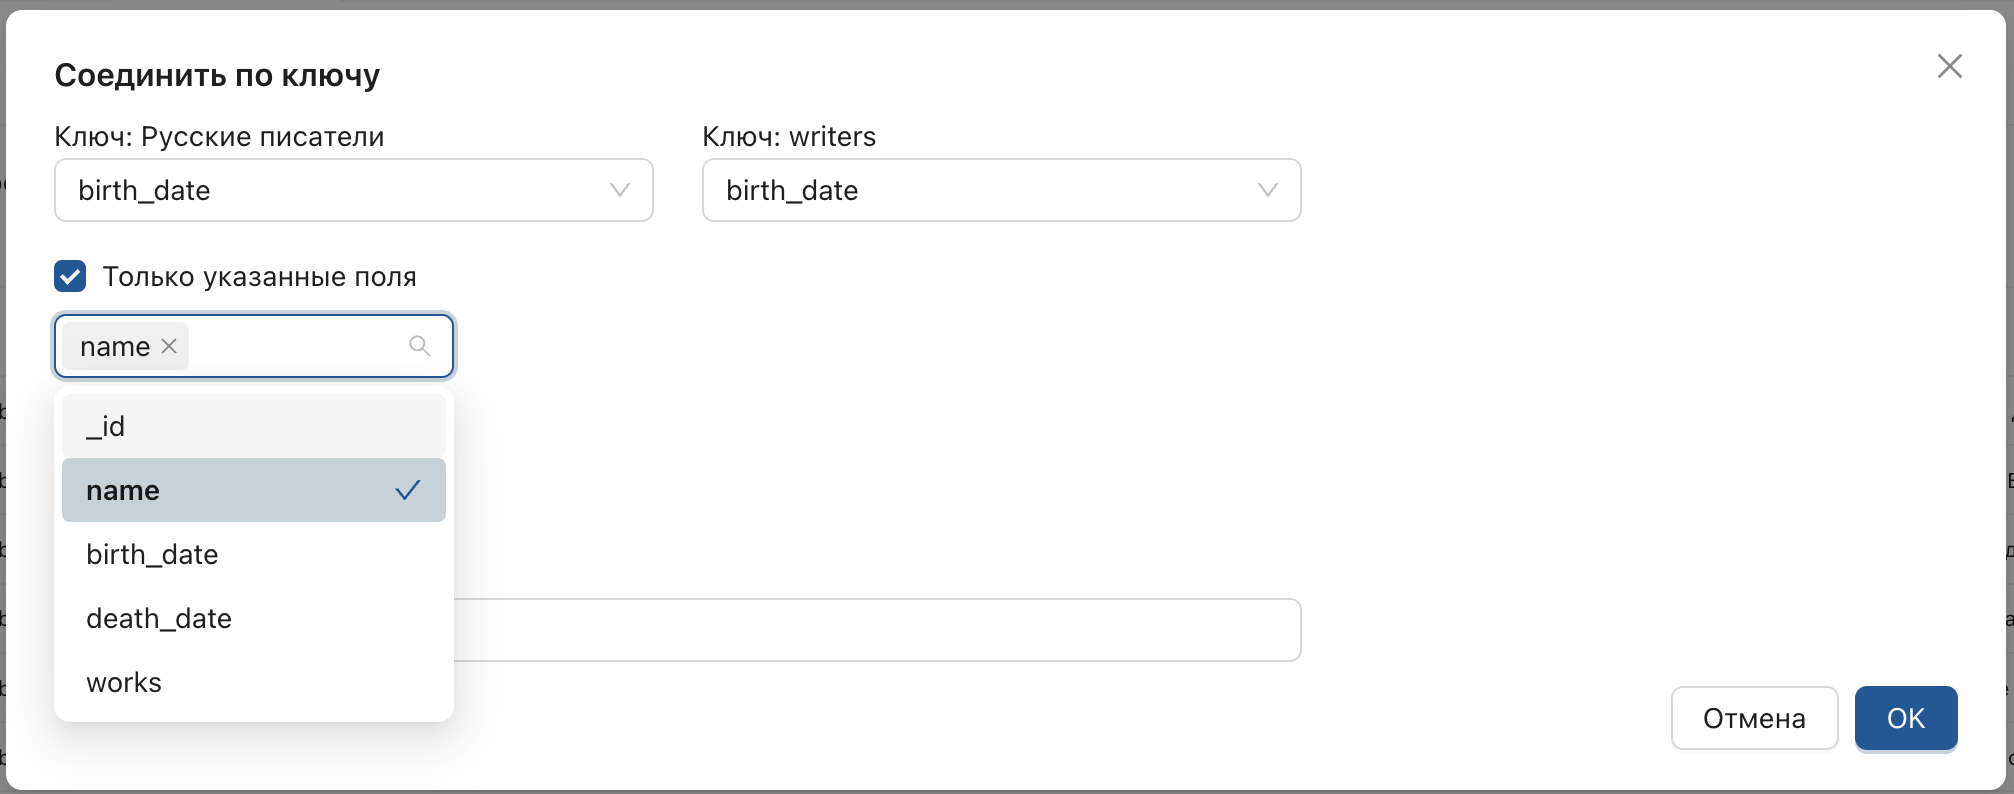 Соединить по ключу
Ключ: Русские писатели
Ключ: writers
birth_date
birth_date
Только указанные поля
name
_id
name
birth_date
death_date
works
Отмена
OK